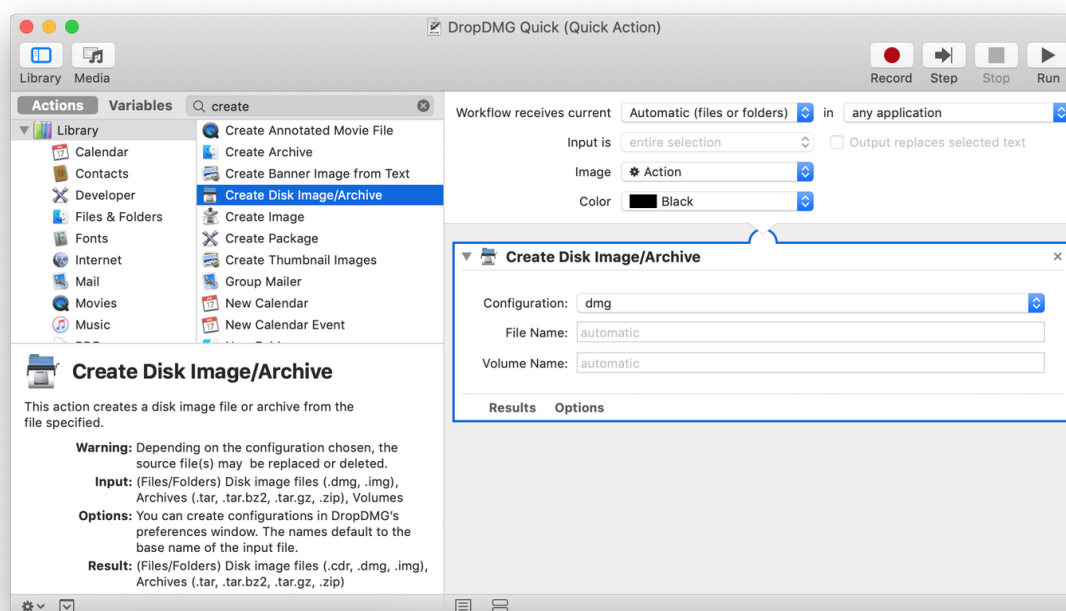 DropDMG Quick (Quick Action)
Library Media
Record Step Stop Run
Actions Variables
create
Library
Calendar
Contacts
Developer
Files & Folders
Fonts
Internet
Mail
Movies
Music
Create Annotated Movie File
Create Archive
Create Banner Image from Text
Create Disk Image/Archive
Create Image
Create Package
Create Thumbnail Images
Group Mailer
New Calendar
New Calendar Event
Create Disk Image/Archive
This action creates a disk image file or archive from the
file specified.
Warning: Depending on the configuration chosen, the
source file(s) may be replaced or deleted.
Input: (Files/Folders) Disk image files (.dmg, .img),
Archives (.tar, .tar.bz2, .tar.gz, .zip), Volumes
Options: You can create configurations in DropDMG's
preferences window. The names default to the
base name of the input file.
Result: (Files/Folders) Disk image files (.cdr, .dmg, .img),
Archives (.tar, .tar.bz2, .tar.gz, .zip)
Workflow receives current Automatic (files or folders) in any application
Input is entire selection Output replaces selected text
Image Action
Color Black
Create Disk Image/Archive
Configuration: dmg
File Name: automatic
Volume Name: automatic
Results Options